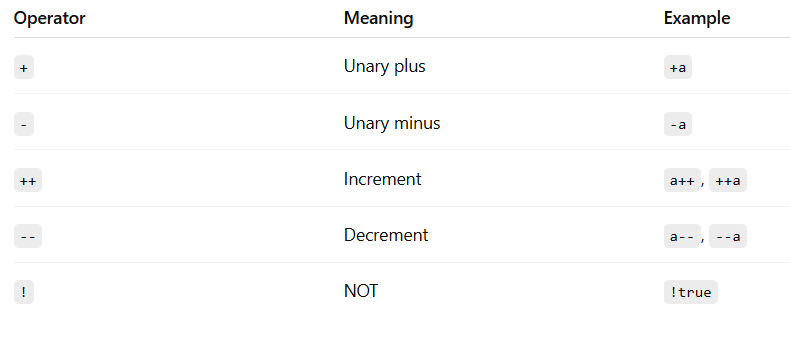 Operator Meaning Example
+ Unary plus +a
- Unary minus -a
++ Increment a++, ++a
-- Decrement a--, --a
! NOT !true